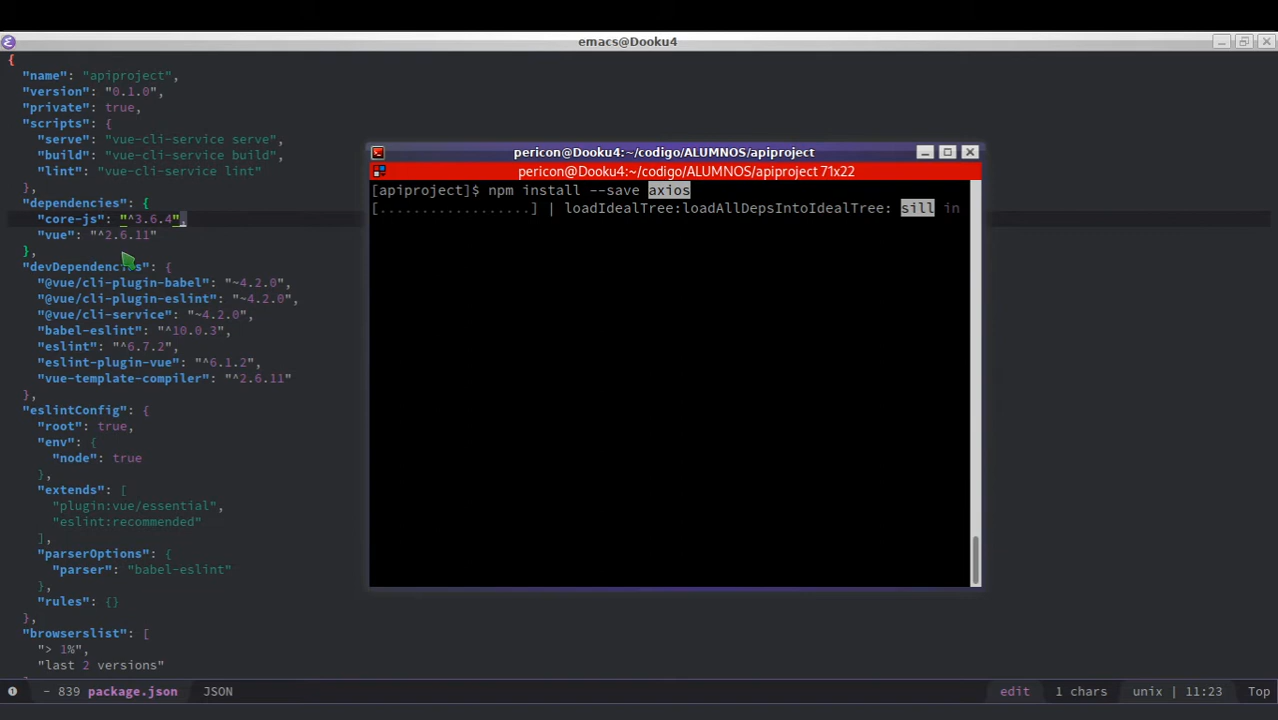 emacs@Dooku4
{
"name": "apiproject",
"version": "0.1.0",
"private": true,
"scripts": {
"serve": "vue-cli-service serve",
"build": "vue-cli-service build",
"lint": "vue-cli-service lint"
},
"dependencies": {
"core-js": "^3.6.4",
"vue": "^2.6.11"
},
"devDependencies": {
"@vue/cli-plugin-babel": "~4.2.0",
"@vue/cli-plugin-eslint": "~4.2.0",
"@vue/cli-service": "~4.2.0",
"babel-eslint": "^10.0.3",
"eslint": "^6.7.2",
"eslint-plugin-vue": "^6.1.2",
"vue-template-compiler": "^2.6.11"
},
"eslintConfig": {
"root": true,
"env": {
"node": true
},
"extends": [
"plugin:vue/essential",
"eslint:recommended"
],
"parserOptions": {
"parser": "babel-eslint"
},
"rules": {}
},
"browserslist": [
"> 1%",
"last 2 versions"
pericon@Dooku4:~/codigo/ALUMNOS/apiproject
pericon@Dooku4:~/codigo/ALUMNOS/apiproject 71x22
[apiproject]$ npm install --save axios
[..................] | loadIdealTree:loadAllDepsIntoIdealTree: sill in
- 839 package.json JSON edit 1 chars unix | 11:23 Top